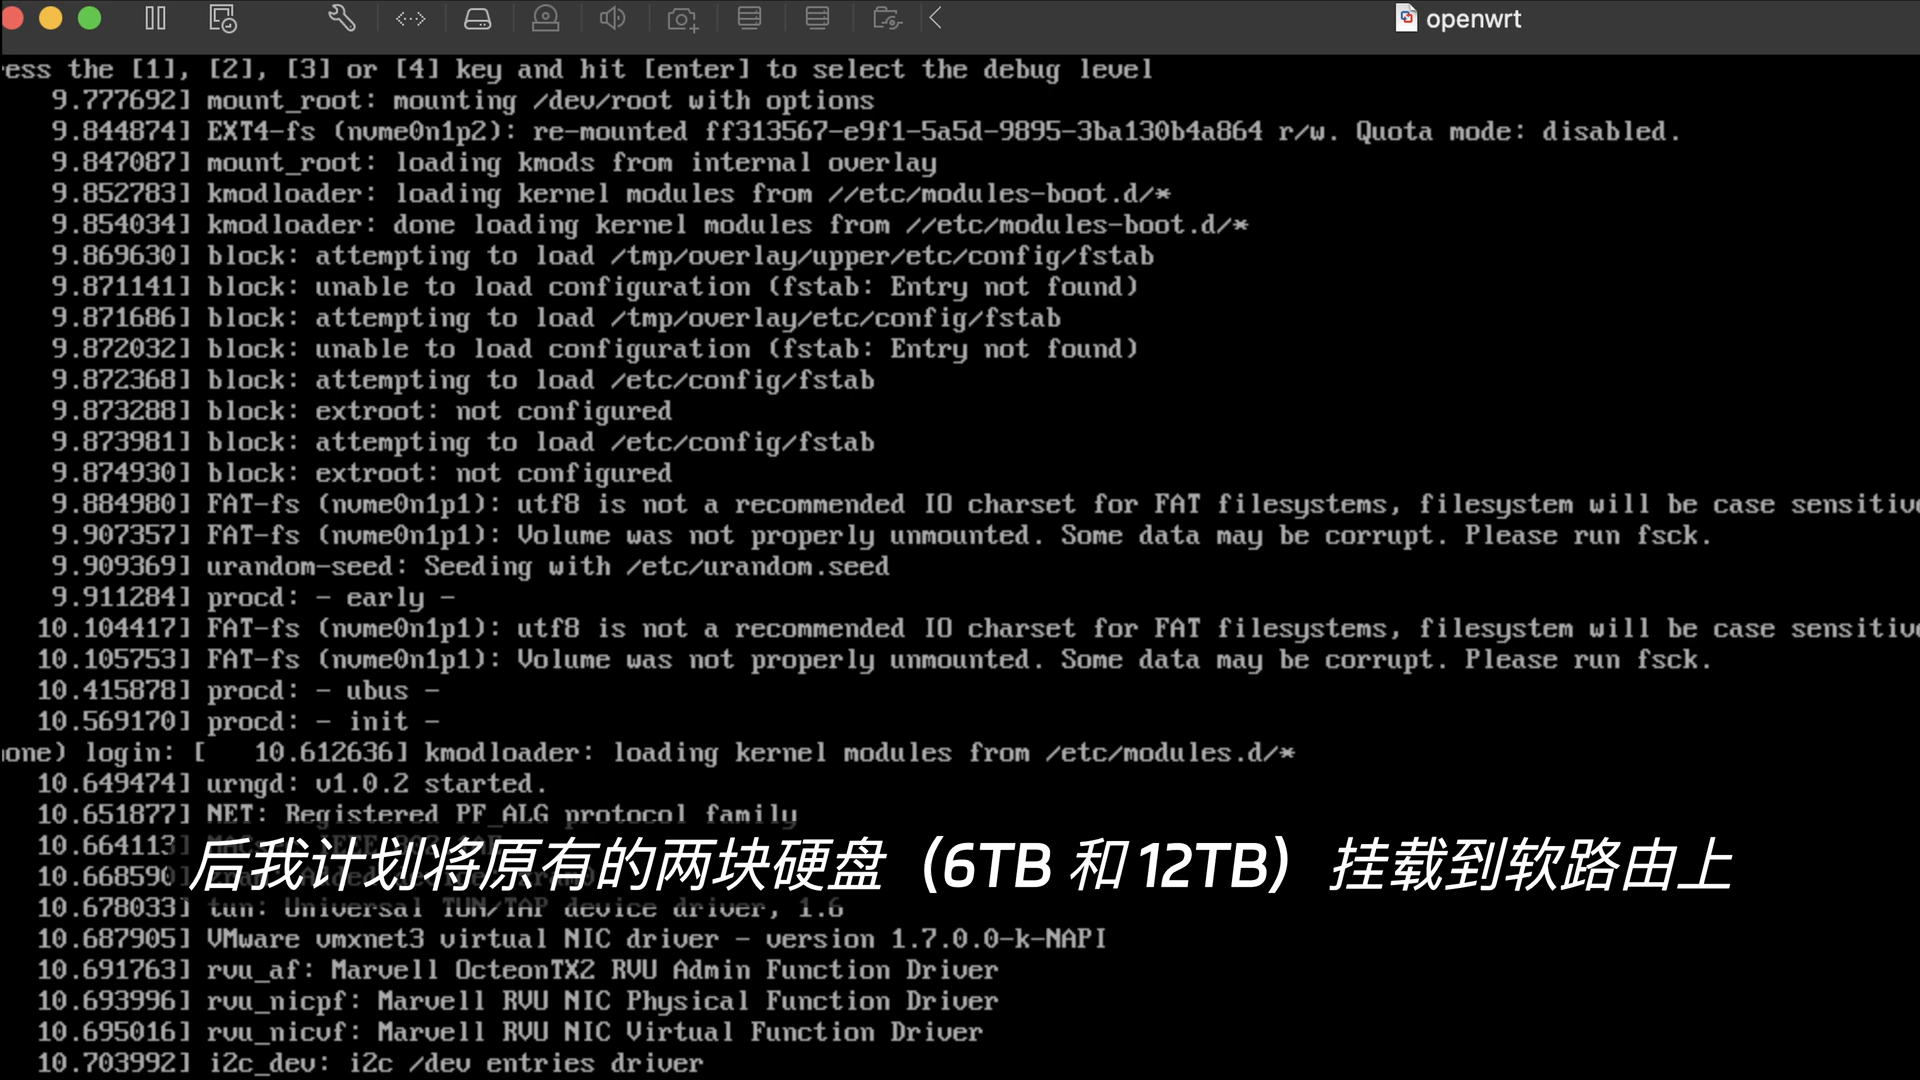 openwrt
ress the [1], [2], [3] or [4] key and hit [enter] to select the debug level
9.777692] mount_root: mounting /dev/root with options
9.844874] EXT4-fs (nvme0n1p2): re-mounted ff313567-e9f1-5a5d-9895-3ba130b4a864 r/w. Quota mode: disabled.
9.847087] mount_root: loading kmods from internal overlay
9.852783] kmodloader: loading kernel modules from //etc/modules-boot.d/*
9.854034] kmodloader: done loading kernel modules from //etc/modules-boot.d/*
9.869630] block: attempting to load /tmp/overlay/upper/etc/config/fstab
9.871141] block: unable to load configuration (fstab: Entry not found)
9.871686] block: attempting to load /tmp/overlay/etc/config/fstab
9.872032] block: unable to load configuration (fstab: Entry not found)
9.872368] block: attempting to load /etc/config/fstab
9.873288] block: extroot: not configured
9.873981] block: attempting to load /etc/config/fstab
9.874930] block: extroot: not configured
9.884980] FAT-fs (nvme0n1p1): utf8 is not a recommended IO charset for FAT filesystems, filesystem will be case sensitive
9.907357] FAT-fs (nvme0n1p1): Volume was not properly unmounted. Some data may be corrupt. Please run fsck.
9.909369] urandom-seed: Seeding with /etc/urandom.seed
9.911284] procd: - early -
10.104417] FAT-fs (nvme0n1p1): utf8 is not a recommended IO charset for FAT filesystems, filesystem will be case sensitive
10.105753] FAT-fs (nvme0n1p1): Volume was not properly unmounted. Some data may be corrupt. Please run fsck.
10.415878] procd: - ubus -
10.569170] procd: - init -
none) login: [ 10.612636] kmodloader: loading kernel modules from /etc/modules.d/*
10.649474] urngd: v1.0.2 started.
10.651877] NET: Registered PF_ALG protocol family
10.664113
后我计划将原有的两块硬盘（6TB 和 12TB）挂载到软路由上
10.668590
10.678033] tun: Universal TUN/TAP device driver, 1.6
10.687905] VMware vmxnet3 virtual NIC driver - version 1.7.0.0-k-NAPI
10.691763] rvu_af: Marvell OcteonTX2 RVU Admin Function Driver
10.693996] rvu_nicpf: Marvell RVU NIC Physical Function Driver
10.695016] rvu_nicvf: Marvell RVU NIC Virtual Function Driver
10.703992] i2c_dev: i2c /dev entries driver